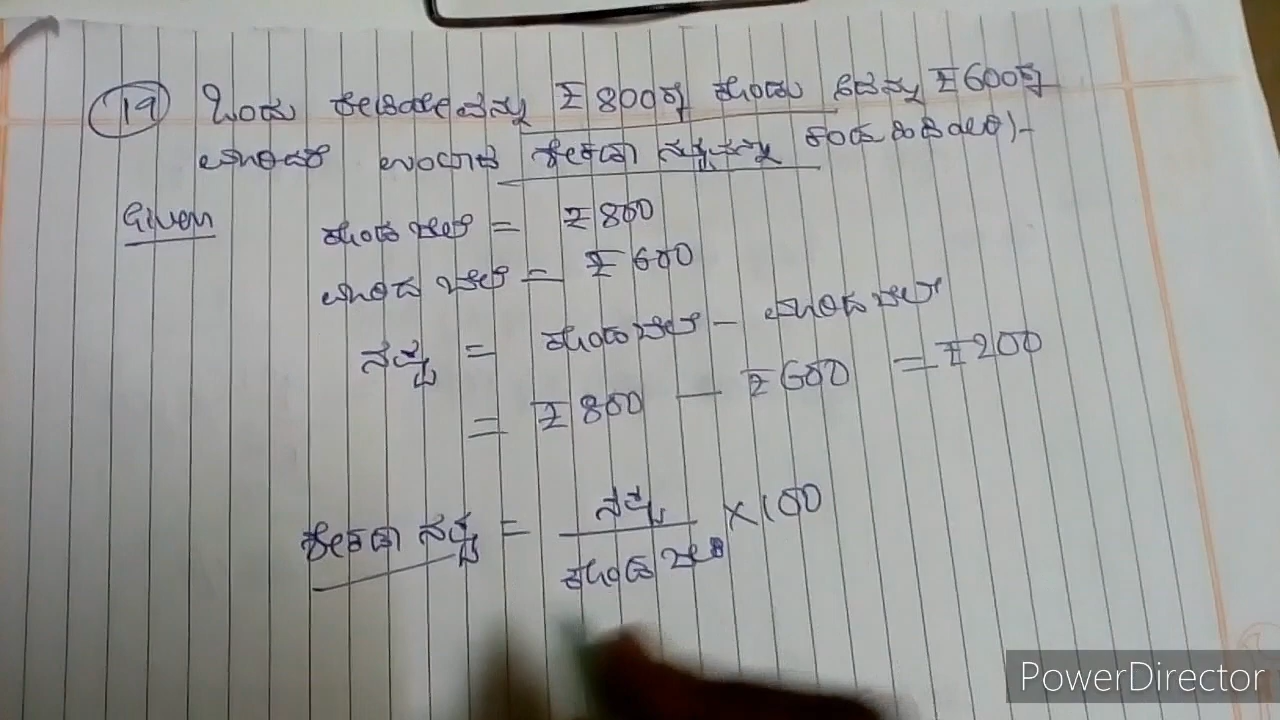 19 ಒಂದು ರೇಡಿಯೋವನ್ನು ₹800ಕ್ಕೆ ಕೊಂಡು ಅದನ್ನು ₹600ಕ್ಕೆ
ಮಾರಿದರೆ ಉಂಟಾದ ಶೇಕಡಾ ನಷ್ಟವನ್ನು ಕಂಡು ಹಿಡಿಯಿರಿ:-
Given
ಕೊಂಡ ಬೆಲೆ = ₹800
ಮಾರಿದ ಬೆಲೆ = ₹600
ನಷ್ಟ = ಕೊಂಡ ಬೆಲೆ - ಮಾರಿದ ಬೆಲೆ
= ₹800 - ₹600 = ₹200
ಶೇಕಡಾ ನಷ್ಟ = ನಷ್ಟ / ಕೊಂಡ ಬೆಲೆ × 100
PowerDirector